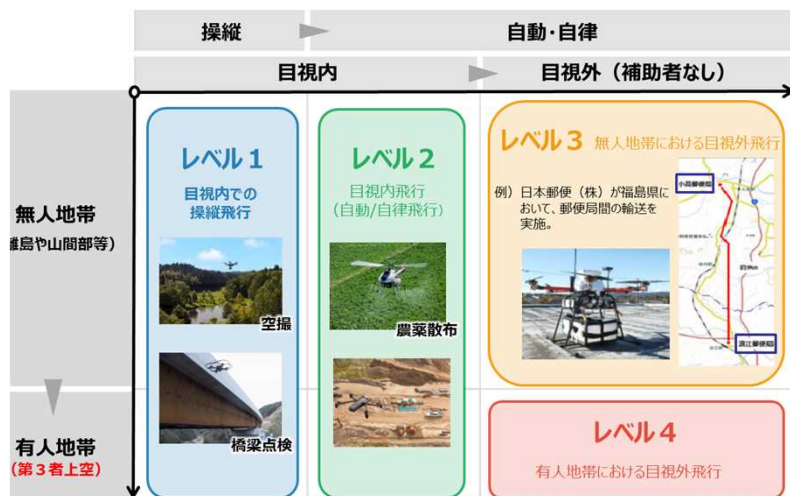 操縦
自動・自律
目視内
目視外（補助者なし）
無人地帯
離島や山間部等）
有人地帯
（第３者上空）
レベル１
目視内での
操縦飛行
空撮
橋梁点検
レベル２
目視内飛行
（自動/自律飛行）
農薬散布
レベル３ 無人地帯における目視外飛行
例）日本郵便（株）が福島県に
おいて、郵便局間の輸送を
実施。
小高郵便局
浪江郵便局
レベル４
有人地帯における目視外飛行